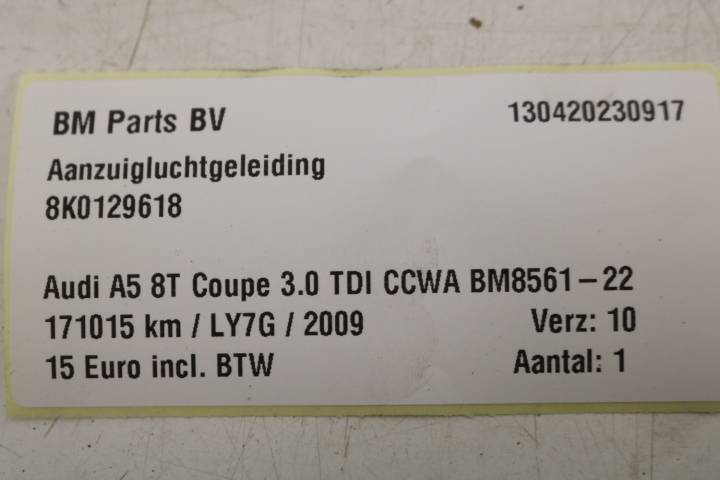 BM Parts BV 130420230917
Aanzuigluchtgeleiding
8K0129618
Audi A5 8T Coupe 3.0 TDI CCWA BM8561-22
171015 km / LY7G / 2009 Verz: 10
15 Euro incl. BTW Aantal: 1